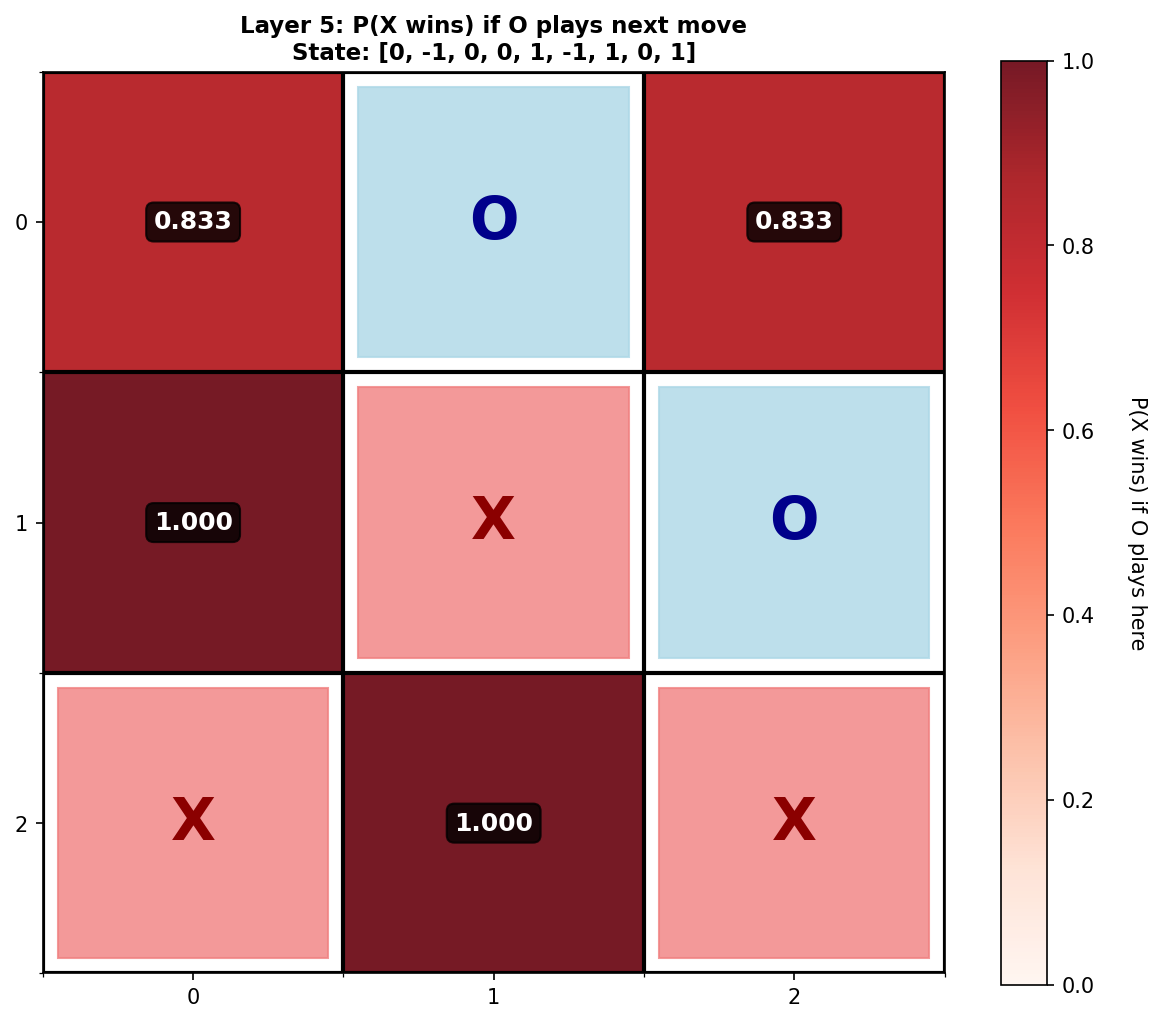 Layer 5: P(X wins) if O plays next move
State: [0, -1, 0, 0, 1, -1, 1, 0, 1]
0.833
O
0.833
1.000
X
O
X
1.000
X
0
1
2
0
1
2
1.0
0.8
0.6
0.4
0.2
0.0
P(X wins) if O plays here